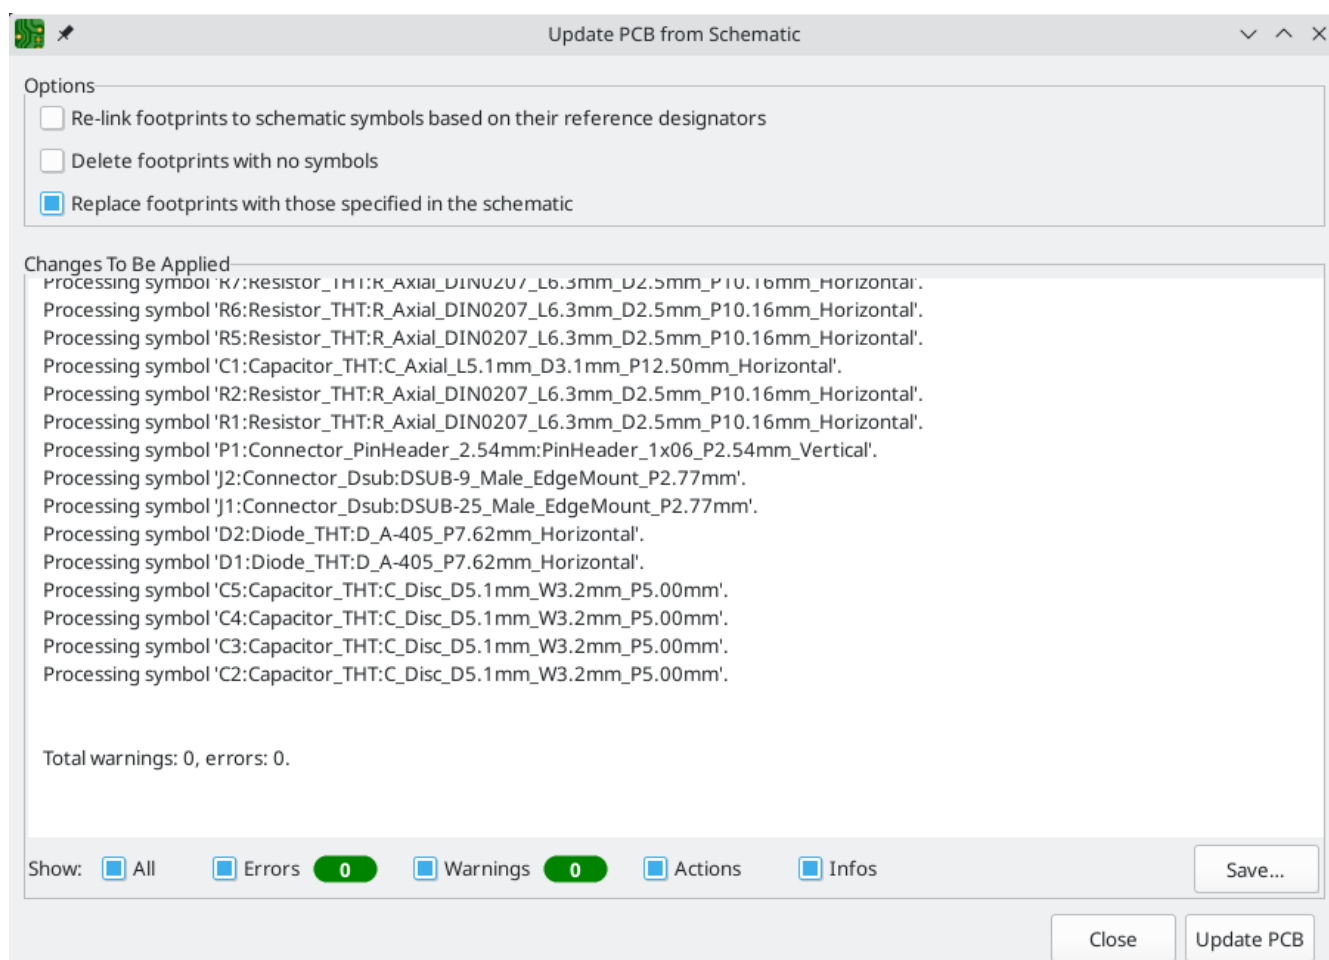 Update PCB from Schematic
Options
Re-link footprints to schematic symbols based on their reference designators
Delete footprints with no symbols
Replace footprints with those specified in the schematic
Changes To Be Applied
Processing symbol 'R7:Resistor_THT:R_Axial_DIN0207_L6.3mm_D2.5mm_P10.16mm_Horizontal'.
Processing symbol 'R6:Resistor_THT:R_Axial_DIN0207_L6.3mm_D2.5mm_P10.16mm_Horizontal'.
Processing symbol 'R5:Resistor_THT:R_Axial_DIN0207_L6.3mm_D2.5mm_P10.16mm_Horizontal'.
Processing symbol 'C1:Capacitor_THT:C_Axial_L5.1mm_D3.1mm_P12.50mm_Horizontal'.
Processing symbol 'R2:Resistor_THT:R_Axial_DIN0207_L6.3mm_D2.5mm_P10.16mm_Horizontal'.
Processing symbol 'R1:Resistor_THT:R_Axial_DIN0207_L6.3mm_D2.5mm_P10.16mm_Horizontal'.
Processing symbol 'P1:Connector_PinHeader_2.54mm:PinHeader_1x06_P2.54mm_Vertical'.
Processing symbol 'J2:Connector_Dsub:DSUB-9_Male_EdgeMount_P2.77mm'.
Processing symbol 'J1:Connector_Dsub:DSUB-25_Male_EdgeMount_P2.77mm'.
Processing symbol 'D2:Diode_THT:D_A-405_P7.62mm_Horizontal'.
Processing symbol 'D1:Diode_THT:D_A-405_P7.62mm_Horizontal'.
Processing symbol 'C5:Capacitor_THT:C_Disc_D5.1mm_W3.2mm_P5.00mm'.
Processing symbol 'C4:Capacitor_THT:C_Disc_D5.1mm_W3.2mm_P5.00mm'.
Processing symbol 'C3:Capacitor_THT:C_Disc_D5.1mm_W3.2mm_P5.00mm'.
Processing symbol 'C2:Capacitor_THT:C_Disc_D5.1mm_W3.2mm_P5.00mm'.
Total warnings: 0, errors: 0.
Show: All Errors 0 Warnings 0 Actions Infos Save...
Close Update PCB